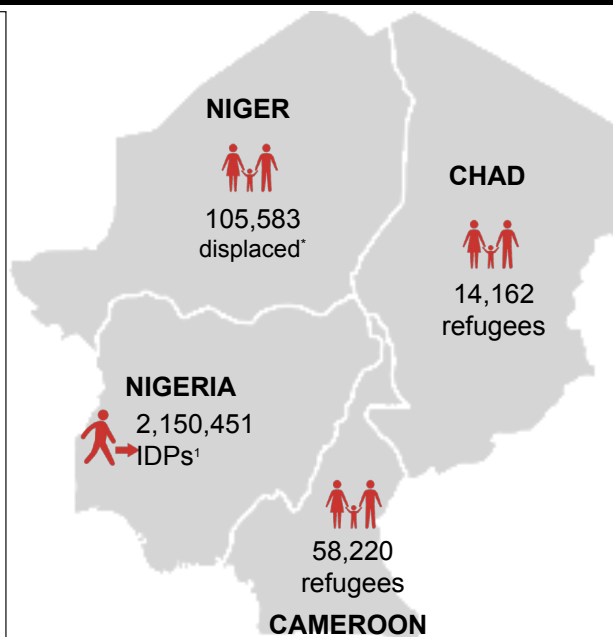 NIGER
105,583
displaced*
CHAD
14,162
refugees
NIGERIA
2,150,451
IDPs¹
58,220
refugees
CAMEROON